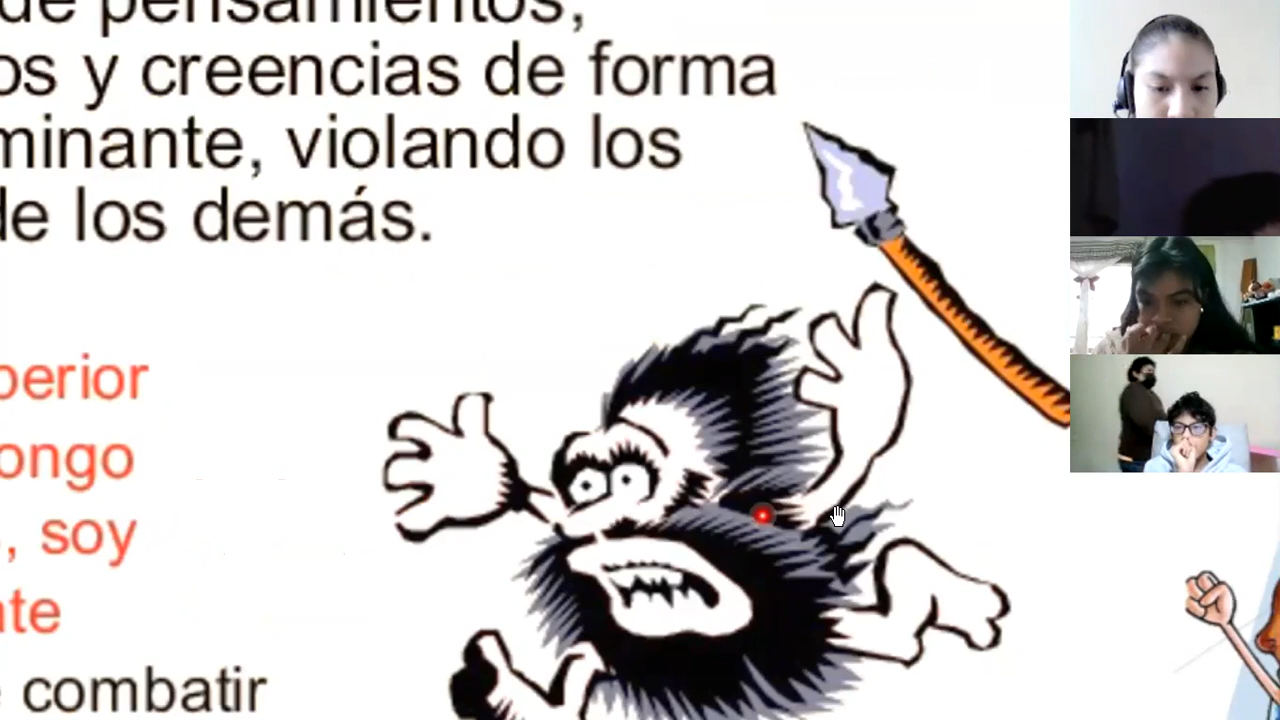 de pensamientos,
os y creencias de forma
minante, violando los
de los demás.
perior
ongo
, soy
nte
combatir